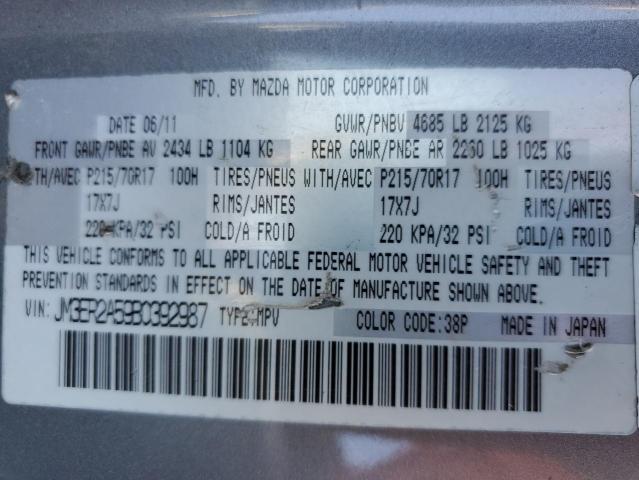 MFD. BY MAZDA MOTOR CORPORATION
DATE 06/11 GVWR/PNBV 4685 LB 2125 KG
FRONT GAWR/PNBE AV 2434 LB 1104 KG REAR GAWR/PNBE AR 2260 LB 1025 KG
TH/AVEC P215/70R17 100H TIRES/PNEUS WITH/AVEC P215/70R17 100H TIRES/PNEUS
17X7J RIMS/JANTES 17X7J RIMS/JANTES
220 KPA/32 PSI COLD/A FROID 220 KPA/32 PSI COLD/A FROID
THIS VEHICLE CONFORMS TO ALL APPLICABLE FEDERAL MOTOR VEHICLE SAFETY AND THEFT
PREVENTION STANDARDS IN EFFECT ON THE DATE OF MANUFACTURE SHOWN ABOVE.
VIN: JM3ER2A59B0392987 TYPE:MPV COLOR CODE:38P MADE IN JAPAN